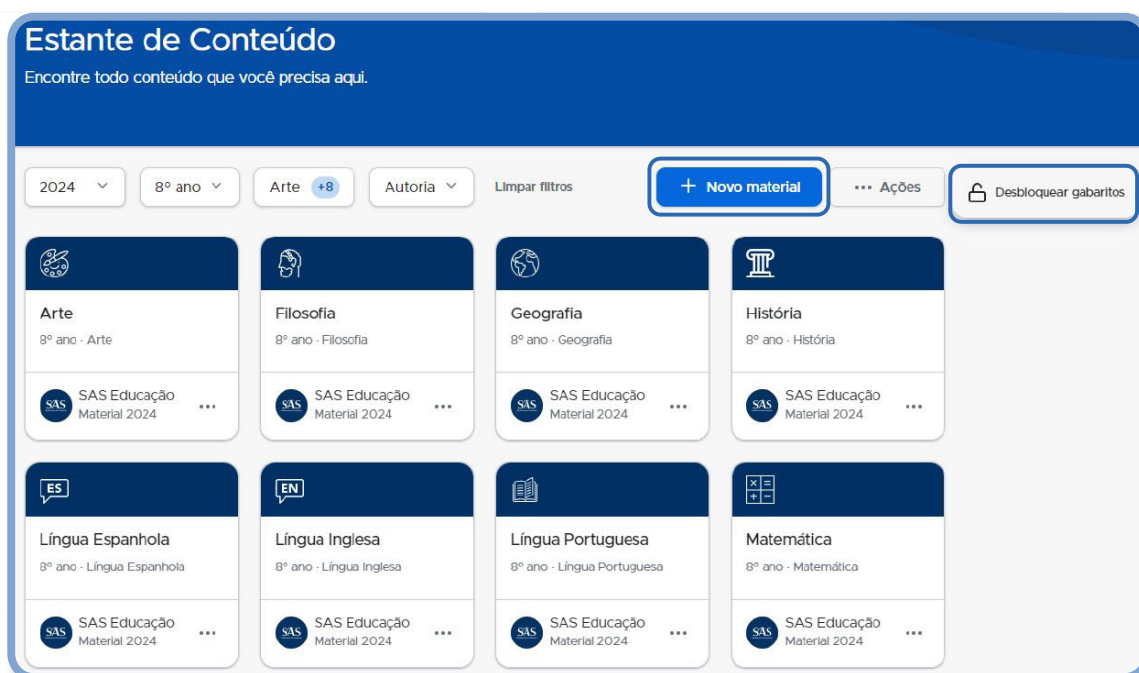 Estante de Conteúdo
Encontre todo conteúdo que você precisa aqui.
2024 8º ano Arte +8 Autoria Limpar filtros + Novo material ... Ações Desbloquear gabaritos
Arte Filosofia Geografia História
8º ano - Arte 8º ano - Filosofia 8º ano - Geografia 8º ano - História
SAS SAS Educação ... SAS SAS Educação ... SAS SAS Educação ... SAS SAS Educação ...
Material 2024 Material 2024 Material 2024 Material 2024
ES EN
Língua Espanhola Língua Inglesa Língua Portuguesa Matemática
8º ano - Língua Espanhola 8º ano - Língua Inglesa 8º ano - Língua Portuguesa 8º ano - Matemática
SAS SAS Educação ... SAS SAS Educação ... SAS SAS Educação ... SAS SAS Educação ...
Material 2024 Material 2024 Material 2024 Material 2024